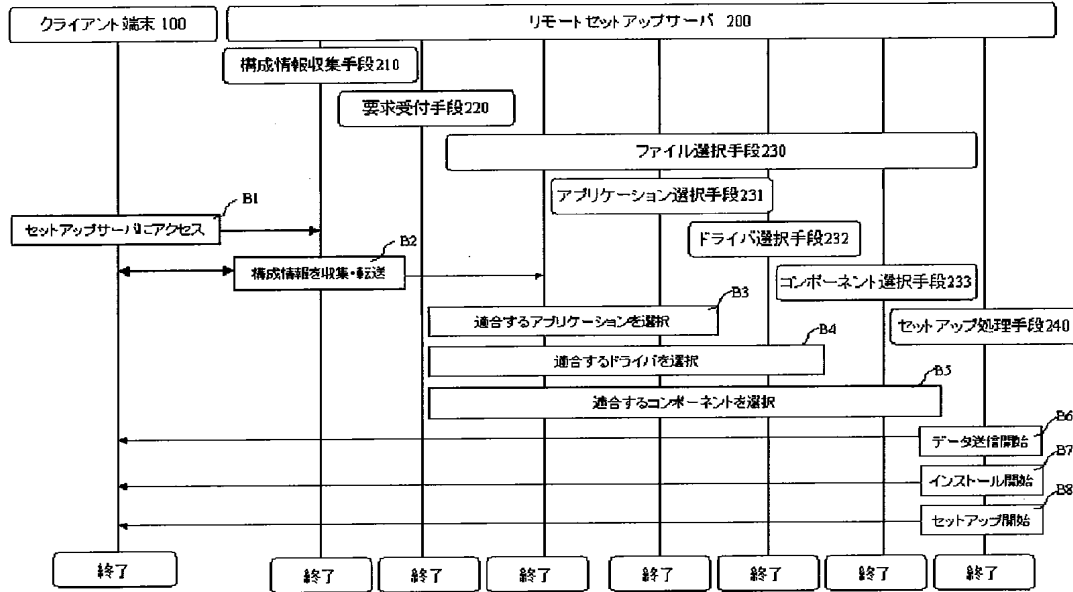 クライアント端末 100
リモートセットアップサーバ 200
構成情報収集手段210
要求受付手段220
ファイル選択手段230
アプリケーション選択手段231
B1
セットアップサーバにアクセス
ドライバ選択手段232
B2
構成情報を収集・転送
コンポーネント選択手段233
B3
適合するアプリケーションを選択
セットアップ処理手段240
B4
適合するドライバを選択
B5
適合するコンポーネントを選択
B6
データ送信開始
B7
インストール開始
B8
セットアップ開始
終了
終了
終了
終了
終了
終了
終了
終了